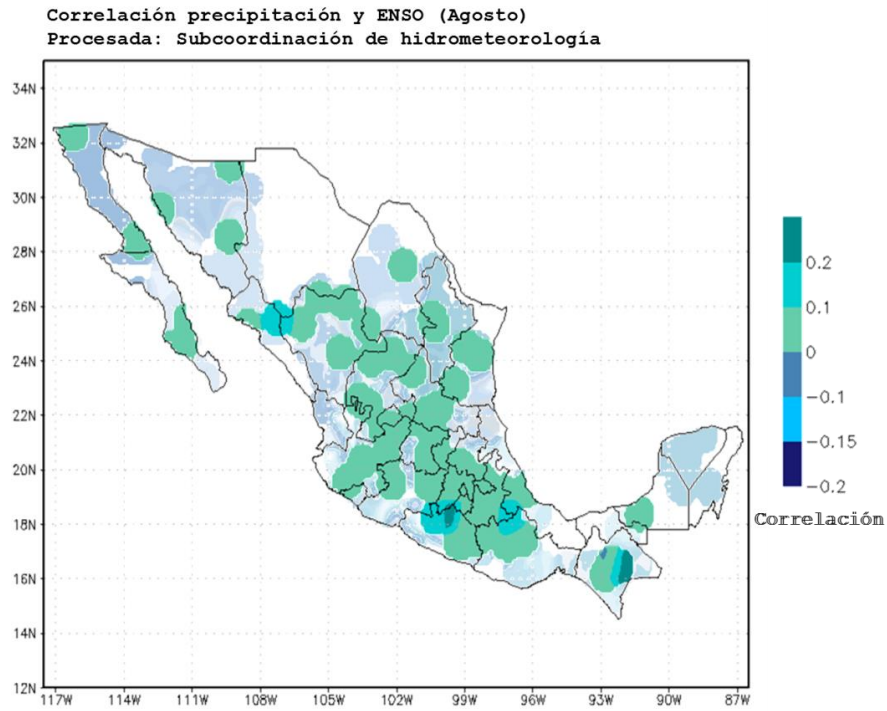 Correlación precipitación y ENSO (Agosto)
Procesada: Subcoordinación de hidrometeorología
34N
32N
30N
28N
26N
24N
22N
20N
18N
16N
14N
12N
117W 114W 111W 108W 105W 102W 99W 96W 93W 90W 87W
0.2
0.1
0
-0.1
-0.15
-0.2
Correlación